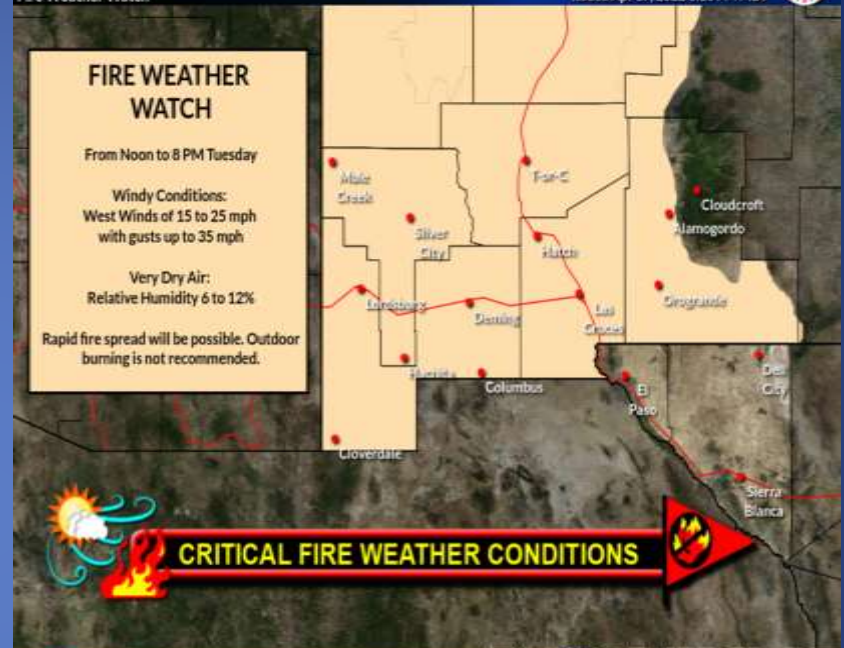 FIRE WEATHER
WATCH
From Noon to 8 PM Tuesday
Windy Conditions:
West Winds of 15 to 25 mph
with gusts up to 35 mph
Very Dry Air:
Relative Humidity 6 to 12%
Rapid fire spread will be possible. Outdoor
burning is not recommended.
Mule
Creek
T-or-C
Cloudcroft
Silver
City
Alamogordo
Hatch
Lordsburg
Deming
Las
Cruces
Orogrande
Hachita
Columbus
El
Paso
Dell
City
Cloverdale
Sierra
Blanca
CRITICAL FIRE WEATHER CONDITIONS